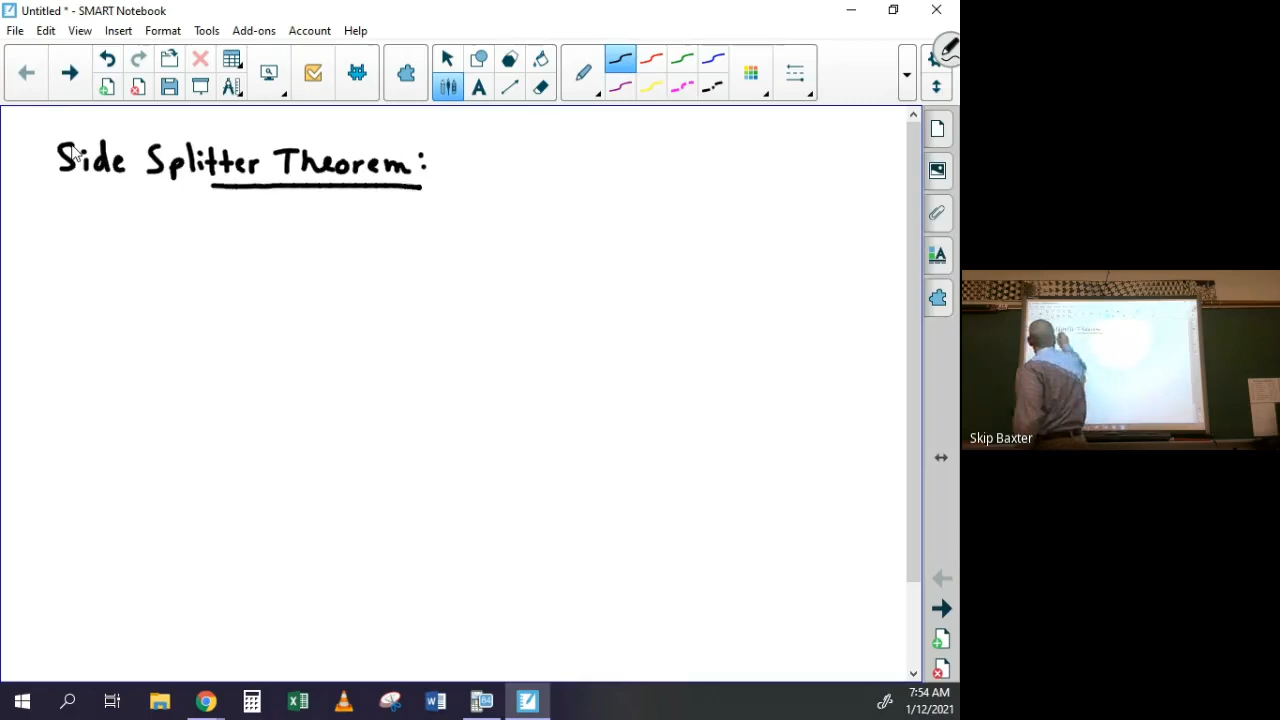 Untitled * - SMART Notebook
File Edit View Insert Format Tools Add-ons Account Help
Side Splitter Theorem:
Skip Baxter
7:54 AM
1/12/2021